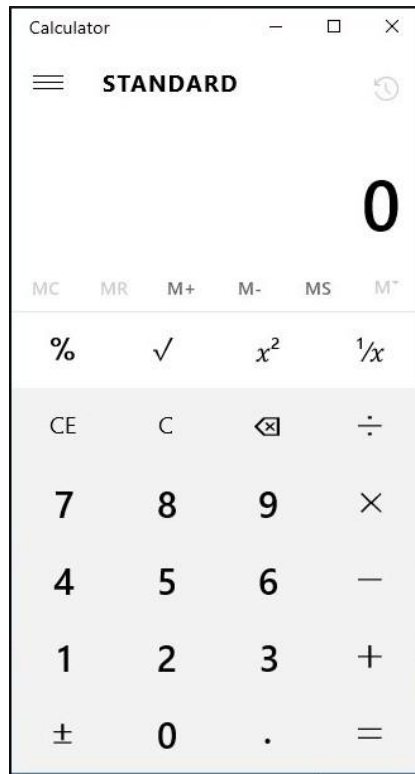 Calculator
STANDARD
0
MC MR M+ M- MS M˅
% √ x² ¹/x
CE C ÷
7 8 9 ×
4 5 6 −
1 2 3 +
± 0 . =